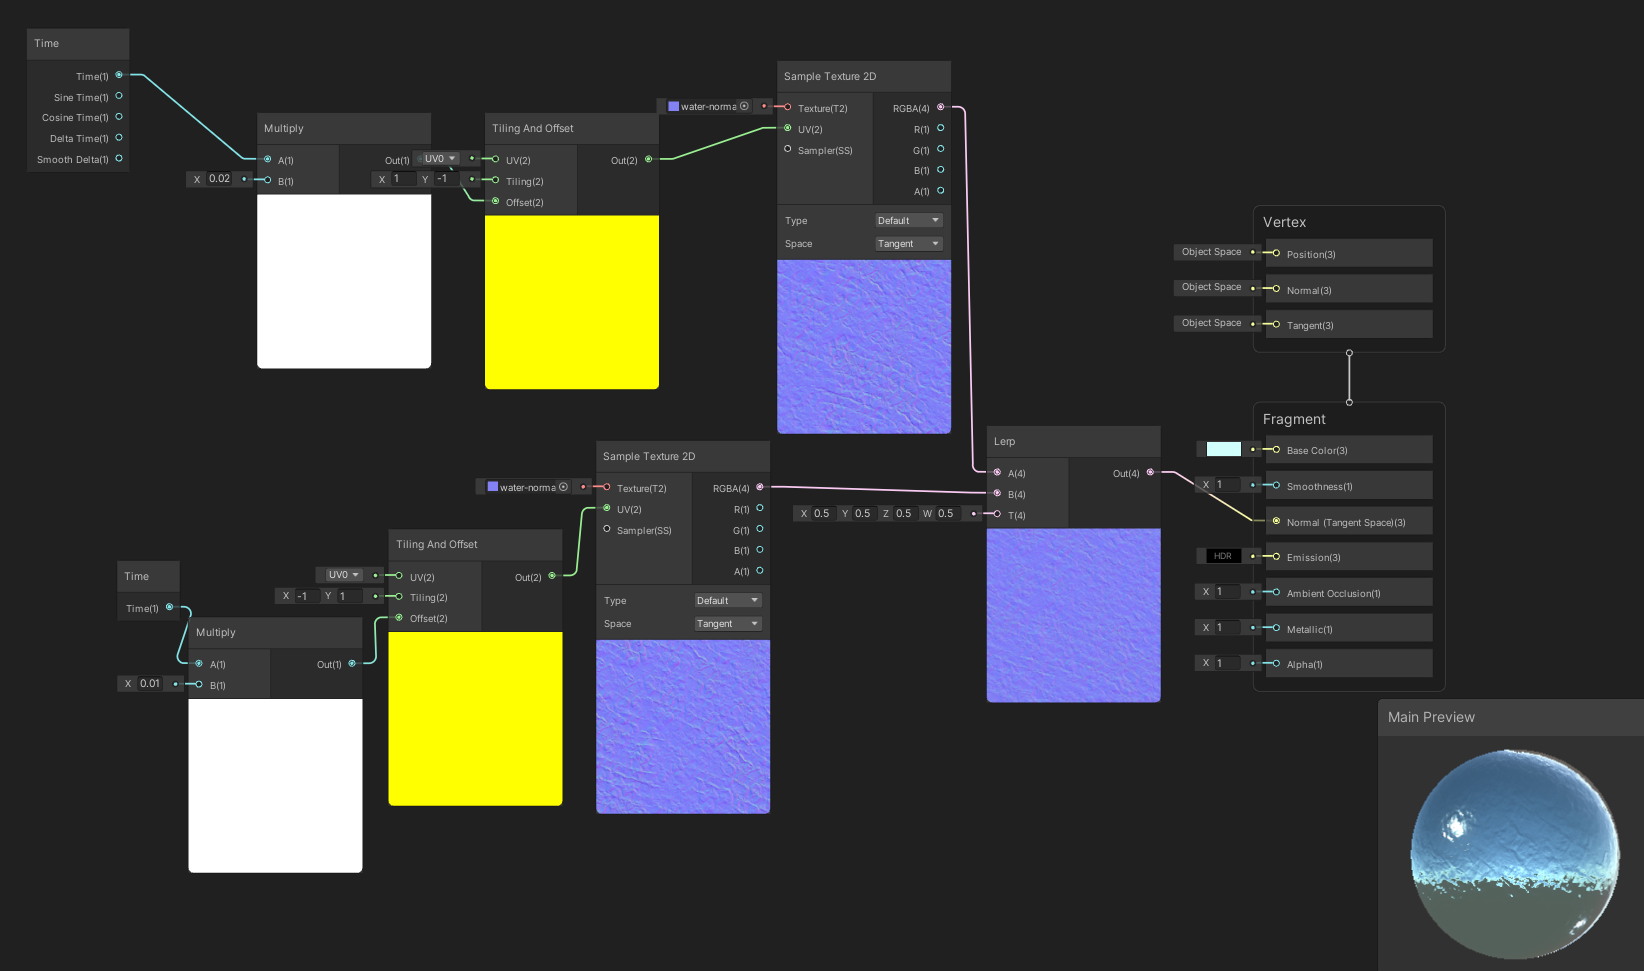 Time
Time(1)
Sine Time(1)
Cosine Time(1)
Delta Time(1)
Smooth Delta(1)
Multiply
A(1)
Out(1)
X 0.02
B(1)
Tiling And Offset
UV0
UV(2)
Out(2)
X 1 Y -1
Tiling(2)
Offset(2)
Sample Texture 2D
water-norma
Texture(T2)
RGBA(4)
UV(2)
R(1)
Sampler(SS)
G(1)
B(1)
A(1)
Type Default
Space Tangent
Vertex
Object Space
Position(3)
Object Space
Normal(3)
Object Space
Tangent(3)
Fragment
Base Color(3)
X 1
Smoothness(1)
Normal (Tangent Space)(3)
HDR
Emission(3)
X 1
Ambient Occlusion(1)
X 1
Metallic(1)
X 1
Alpha(1)
Lerp
A(4)
Out(4)
B(4)
X 0.5 Y 0.5 Z 0.5 W 0.5
T(4)
Sample Texture 2D
water-norma
Texture(T2)
RGBA(4)
UV(2)
R(1)
Sampler(SS)
G(1)
B(1)
A(1)
Type Default
Space Tangent
Tiling And Offset
UV0
UV(2)
Out(2)
X -1 Y 1
Tiling(2)
Offset(2)
Time
Time(1)
Multiply
A(1)
Out(1)
X 0.01
B(1)
Main Preview